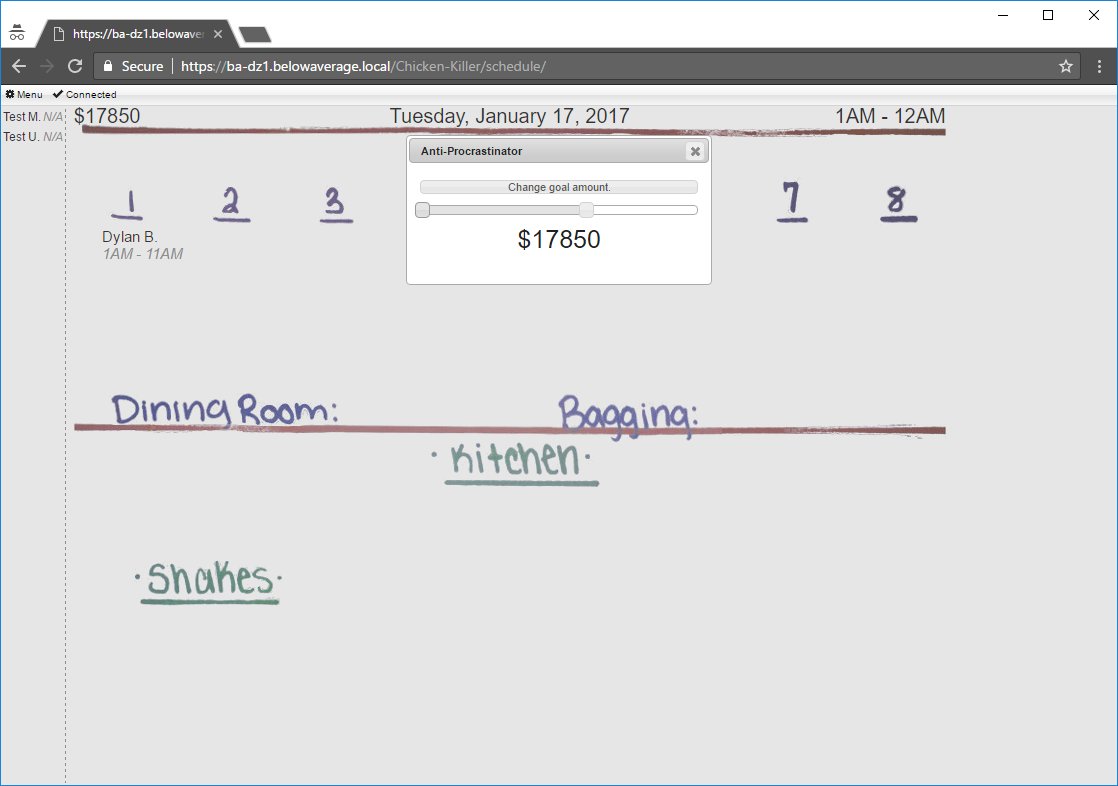 https://ba-dz1.belowaver
Secure https://ba-dz1.belowaverage.local/Chicken-Killer/schedule/
Menu Connected
Test M. N/A $17850 Tuesday, January 17, 2017 1AM - 12AM
Test U. N/A
Anti-Procrastinator
Change goal amount.
$17850
1 2 3 7 8
Dylan B.
1AM - 11AM
Dining Room: Bagging:
· Kitchen ·
· Shakes ·